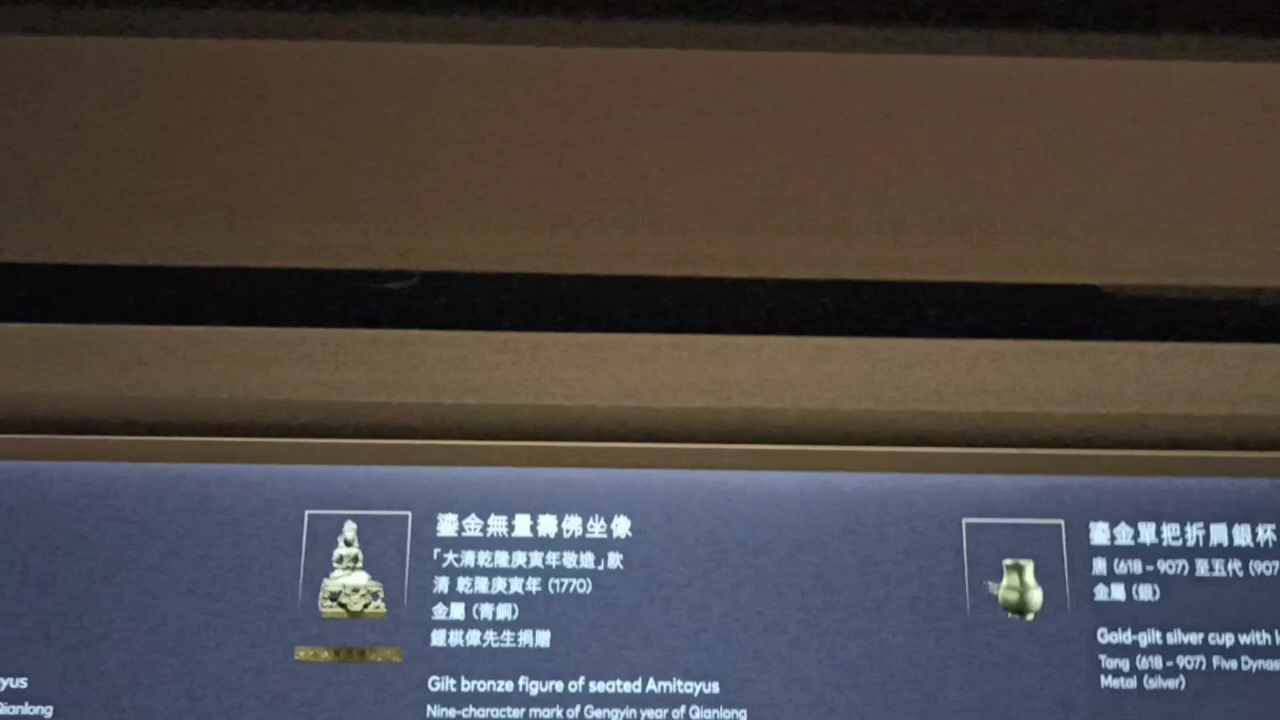 鎏金無量壽佛坐像
「大清乾隆庚寅年敬造」款
清 乾隆庚寅年 (1770)
金屬 (青銅)
鍾棋偉先生捐贈
Gilt bronze figure of seated Amitayus
Nine-character mark of Gengyin year of Qianlong
鎏金單把折肩銀杯
唐 (618 – 907) 至五代 (907
金屬 (銀)
Gold-gilt silver cup with
Tang (618 – 907) Five Dynas
Metal (silver)
yus
Qianlong